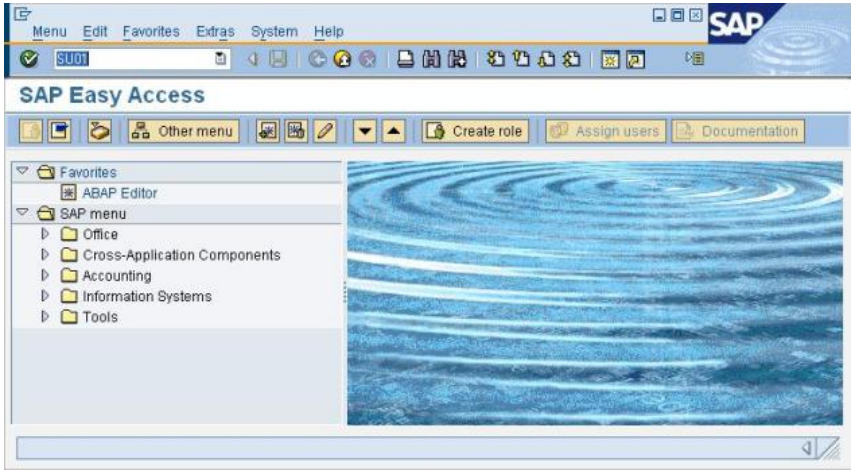 Menu Edit Favorites Extras System Help
SAP
SU01
SAP Easy Access
Other menu Create role Assign users Documentation
Favorites
ABAP Editor
SAP menu
Office
Cross-Application Components
Accounting
Information Systems
Tools